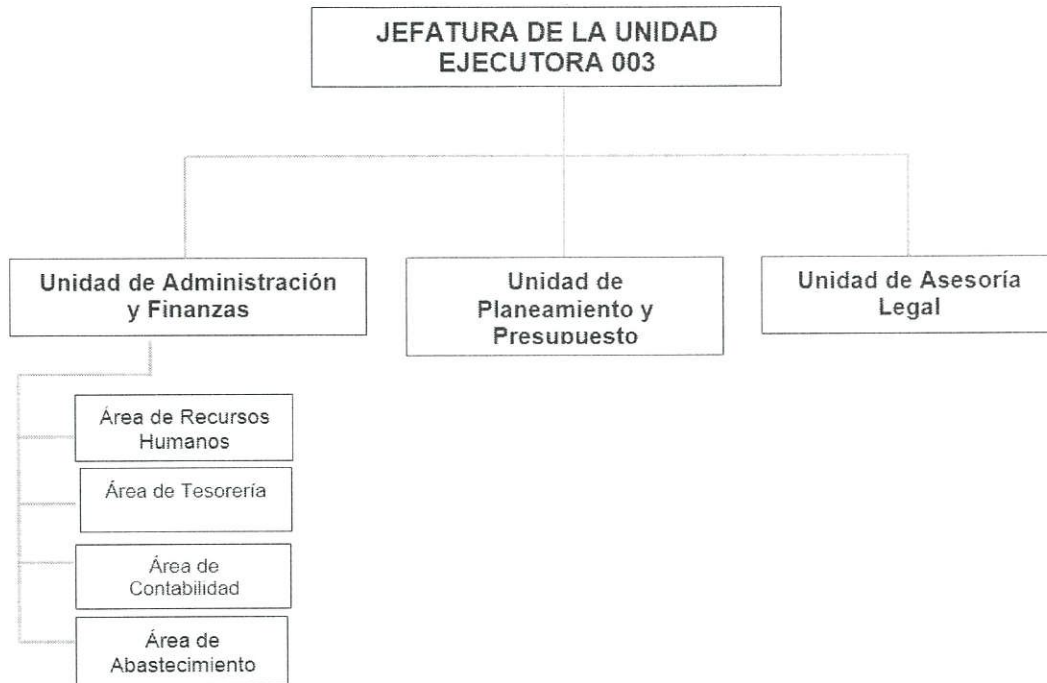 JEFATURA DE LA UNIDAD
EJECUTORA 003
Unidad de Administración
y Finanzas
Unidad de
Planeamiento y
Presupuesto
Unidad de Asesoría
Legal
Área de Recursos
Humanos
Área de Tesorería
Área de
Contabilidad
Área de
Abastecimiento